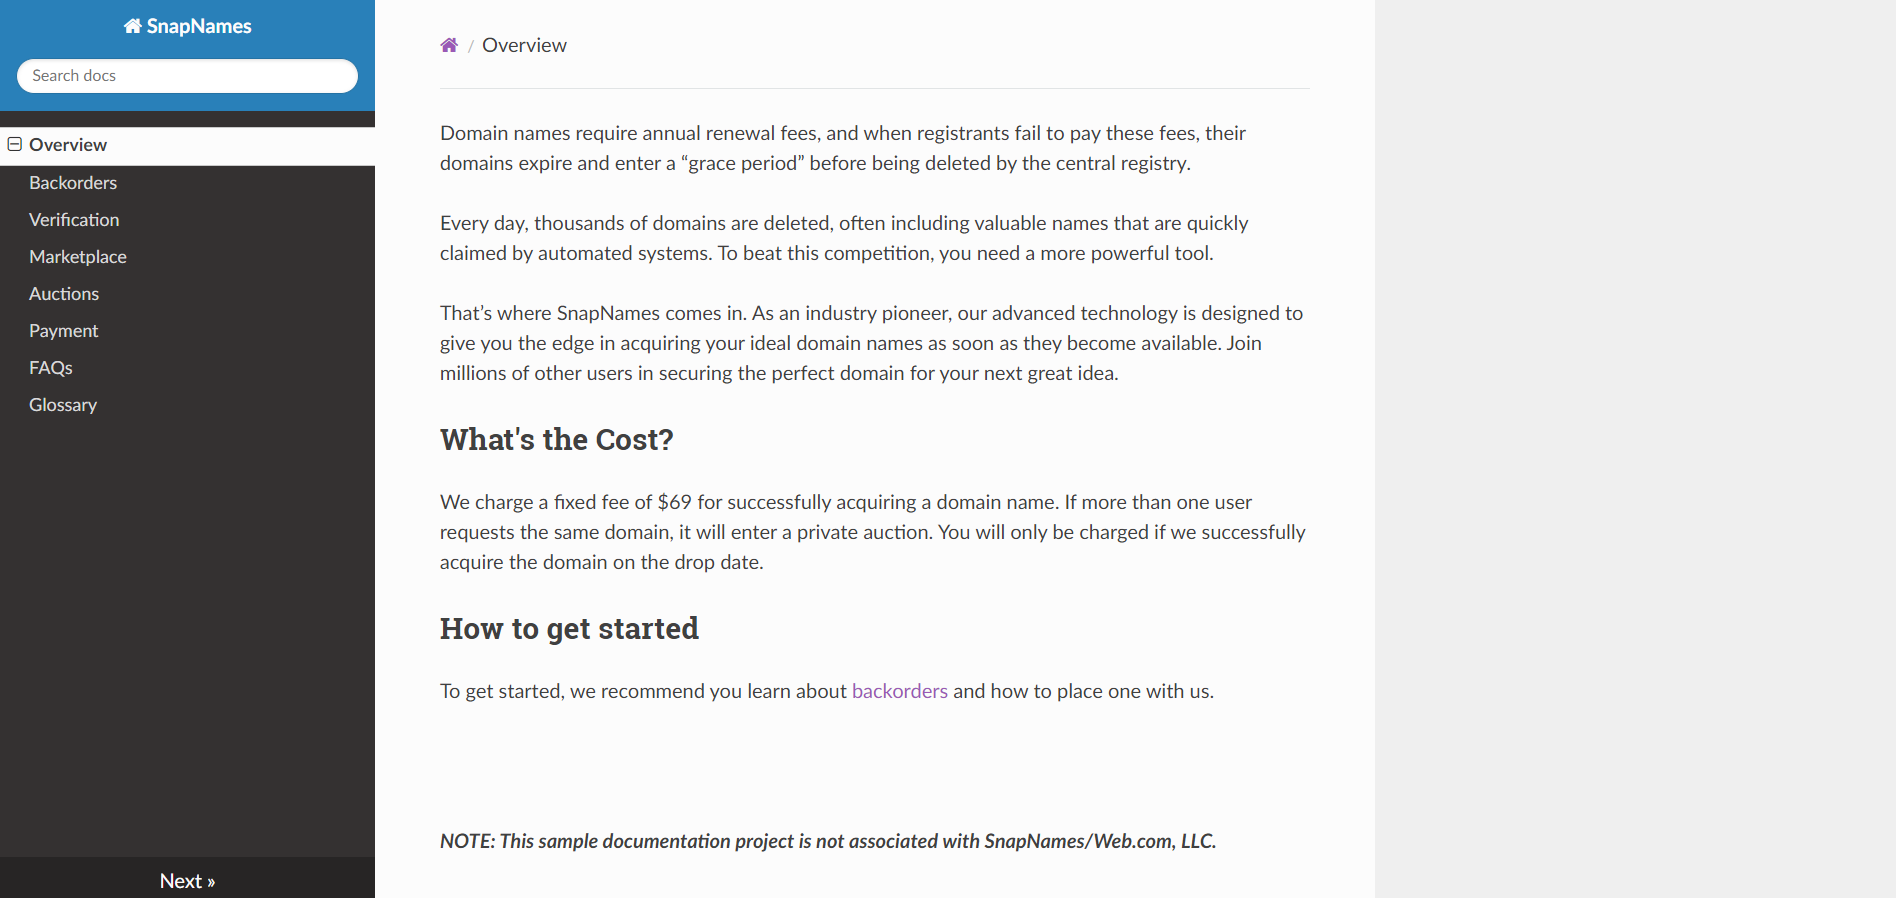 SnapNames
Search docs
Overview
Backorders
Verification
Marketplace
Auctions
Payment
FAQs
Glossary
Next »
/ Overview
Domain names require annual renewal fees, and when registrants fail to pay these fees, their
domains expire and enter a “grace period” before being deleted by the central registry.
Every day, thousands of domains are deleted, often including valuable names that are quickly
claimed by automated systems. To beat this competition, you need a more powerful tool.
That’s where SnapNames comes in. As an industry pioneer, our advanced technology is designed to
give you the edge in acquiring your ideal domain names as soon as they become available. Join
millions of other users in securing the perfect domain for your next great idea.
What's the Cost?
We charge a fixed fee of $69 for successfully acquiring a domain name. If more than one user
requests the same domain, it will enter a private auction. You will only be charged if we successfully
acquire the domain on the drop date.
How to get started
To get started, we recommend you learn about backorders and how to place one with us.
NOTE: This sample documentation project is not associated with SnapNames/Web.com, LLC.